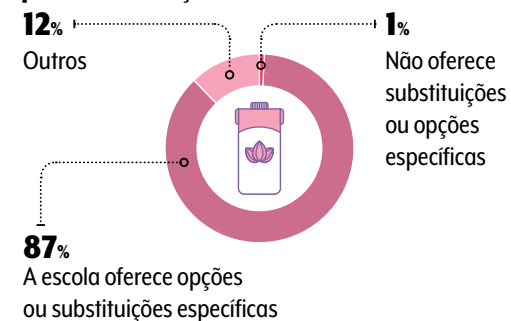 12%
Outros
1%
Não oferece
substituições
ou opções
específicas
87%
A escola oferece opções
ou substituições específicas